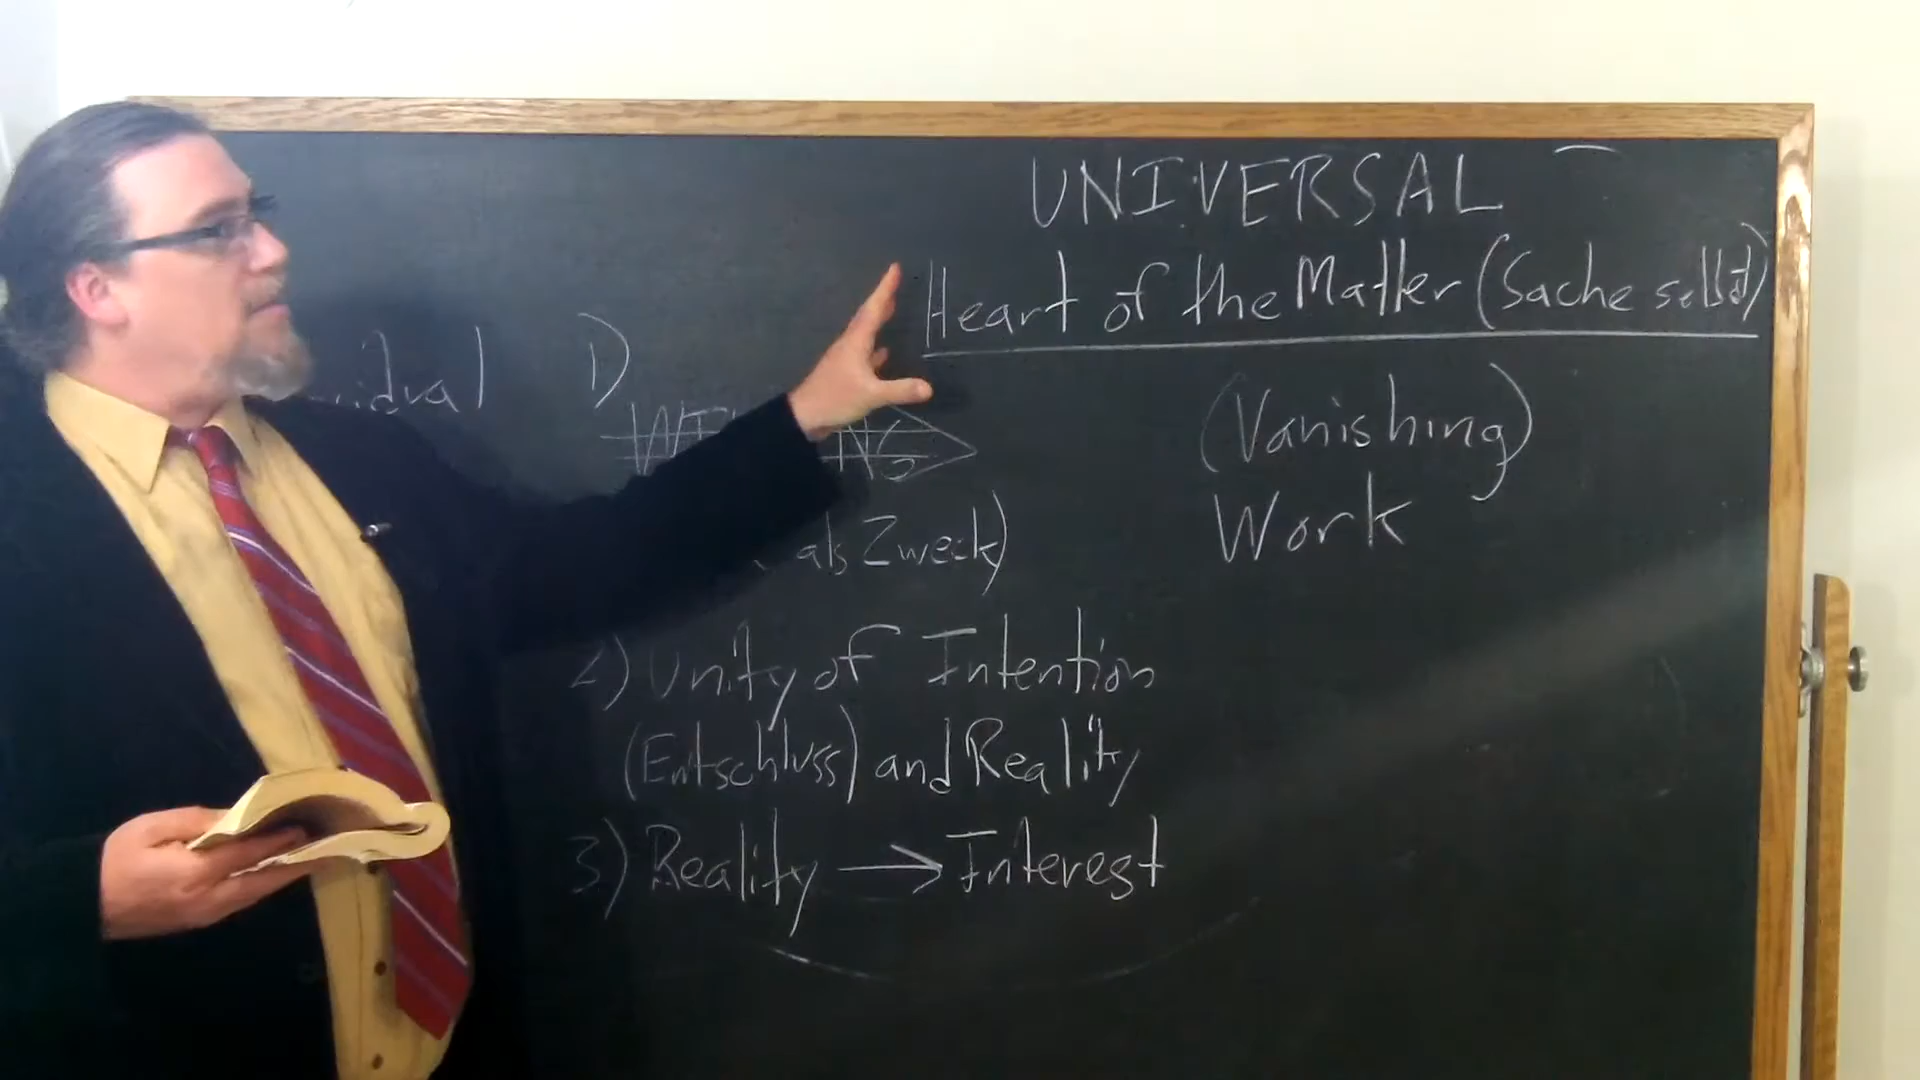 UNIVERSAL
Heart of the Matter (Sache selbst)
D
(Vanishing)
Work
als Zweck)
2) Unity of Intention
(Entschluss) and Reality
3) Reality → Interest